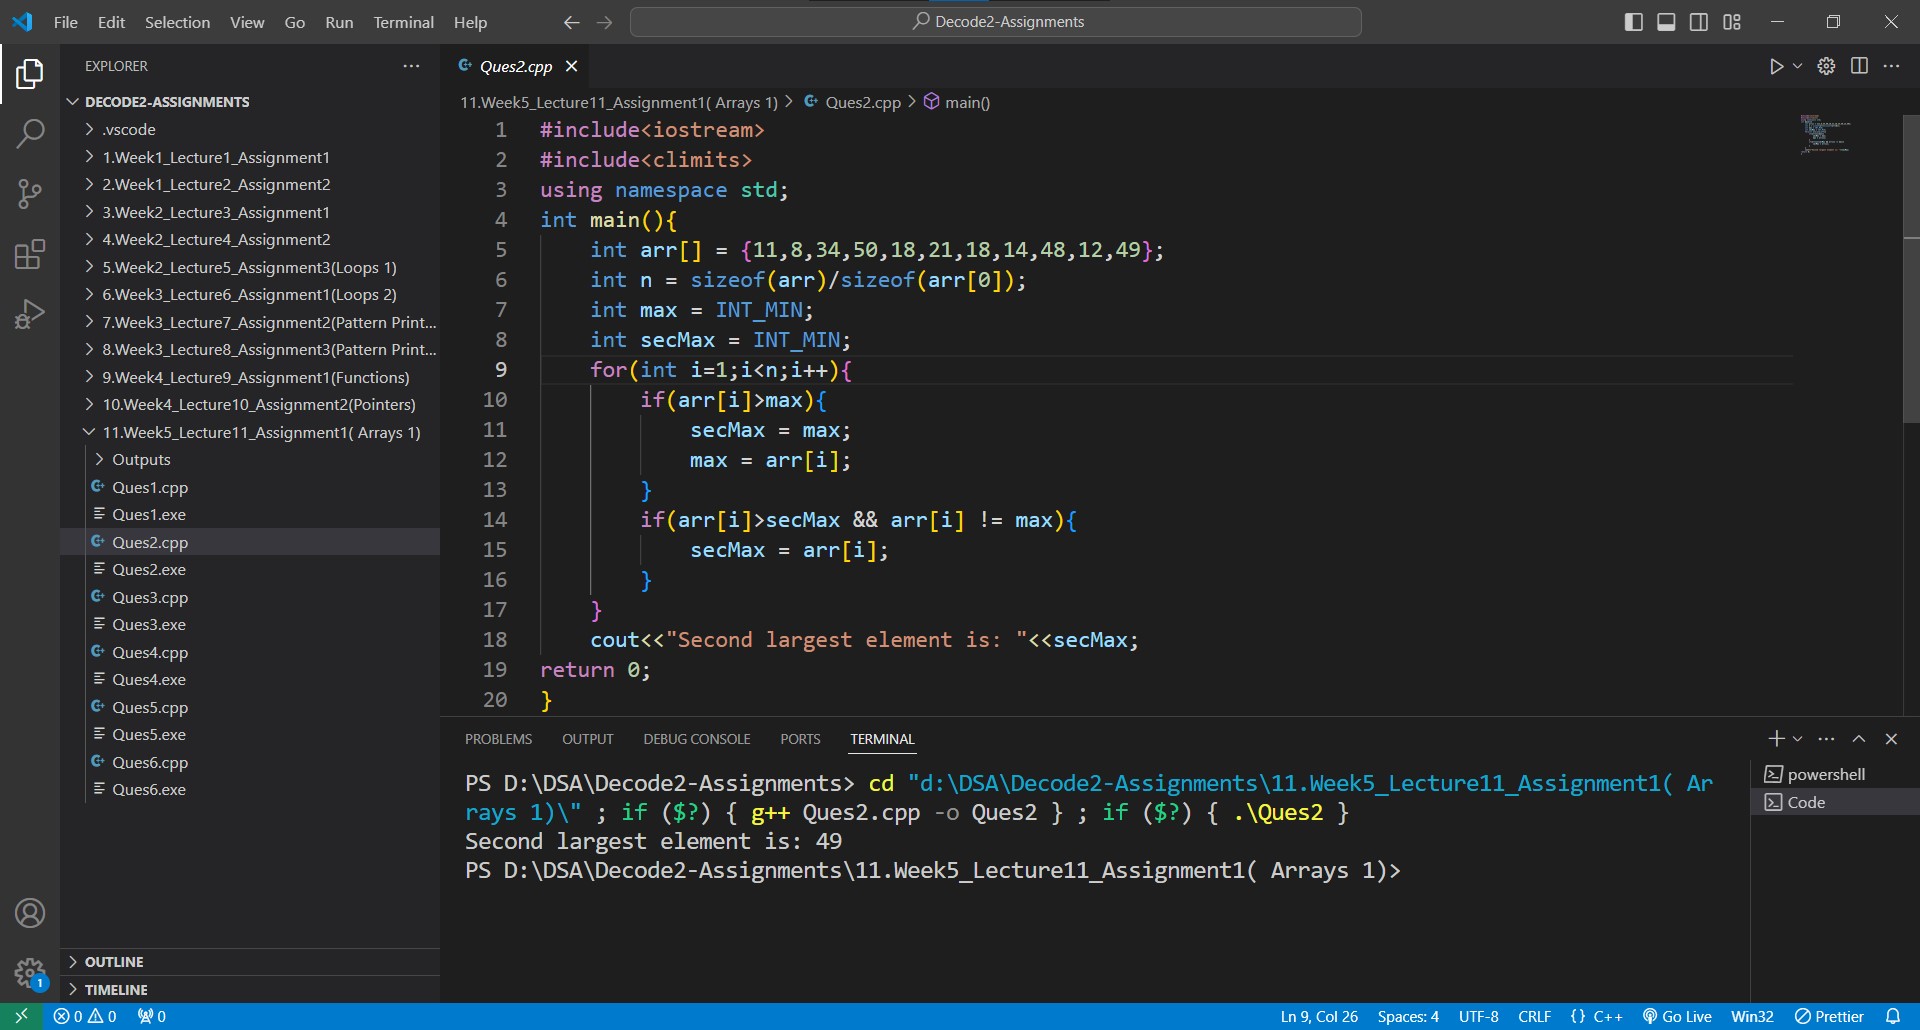 File Edit Selection View Go Run Terminal Help
Decode2-Assignments
EXPLORER
DECODE2-ASSIGNMENTS
.vscode
1.Week1_Lecture1_Assignment1
2.Week1_Lecture2_Assignment2
3.Week2_Lecture3_Assignment1
4.Week2_Lecture4_Assignment2
5.Week2_Lecture5_Assignment3(Loops 1)
6.Week3_Lecture6_Assignment1(Loops 2)
7.Week3_Lecture7_Assignment2(Pattern Print...
8.Week3_Lecture8_Assignment3(Pattern Print...
9.Week4_Lecture9_Assignment1(Functions)
10.Week4_Lecture10_Assignment2(Pointers)
11.Week5_Lecture11_Assignment1( Arrays 1)
Outputs
Ques1.cpp
Ques1.exe
Ques2.cpp
Ques2.exe
Ques3.cpp
Ques3.exe
Ques4.cpp
Ques4.exe
Ques5.cpp
Ques5.exe
Ques6.cpp
Ques6.exe
OUTLINE
TIMELINE
1
Ques2.cpp
11.Week5_Lecture11_Assignment1( Arrays 1) > Ques2.cpp > main()
1 #include<iostream>
2 #include<climits>
3 using namespace std;
4 int main(){
5 int arr[] = {11,8,34,50,18,21,18,14,48,12,49};
6 int n = sizeof(arr)/sizeof(arr[0]);
7 int max = INT_MIN;
8 int secMax = INT_MIN;
9 for(int i=1;i<n;i++){
10 if(arr[i]>max){
11 secMax = max;
12 max = arr[i];
13 }
14 if(arr[i]>secMax && arr[i] != max){
15 secMax = arr[i];
16 }
17 }
18 cout<<"Second largest element is: "<<secMax;
19 return 0;
20 }
PROBLEMS OUTPUT DEBUG CONSOLE PORTS TERMINAL
PS D:\DSA\Decode2-Assignments> cd "d:\DSA\Decode2-Assignments\11.Week5_Lecture11_Assignment1( Ar
rays 1)\" ; if ($?) { g++ Ques2.cpp -o Ques2 } ; if ($?) { .\Ques2 }
Second largest element is: 49
PS D:\DSA\Decode2-Assignments\11.Week5_Lecture11_Assignment1( Arrays 1)>
powershell
Code
0 0 0 Ln 9, Col 26 Spaces: 4 UTF-8 CRLF {} C++ Go Live Win32 Prettier